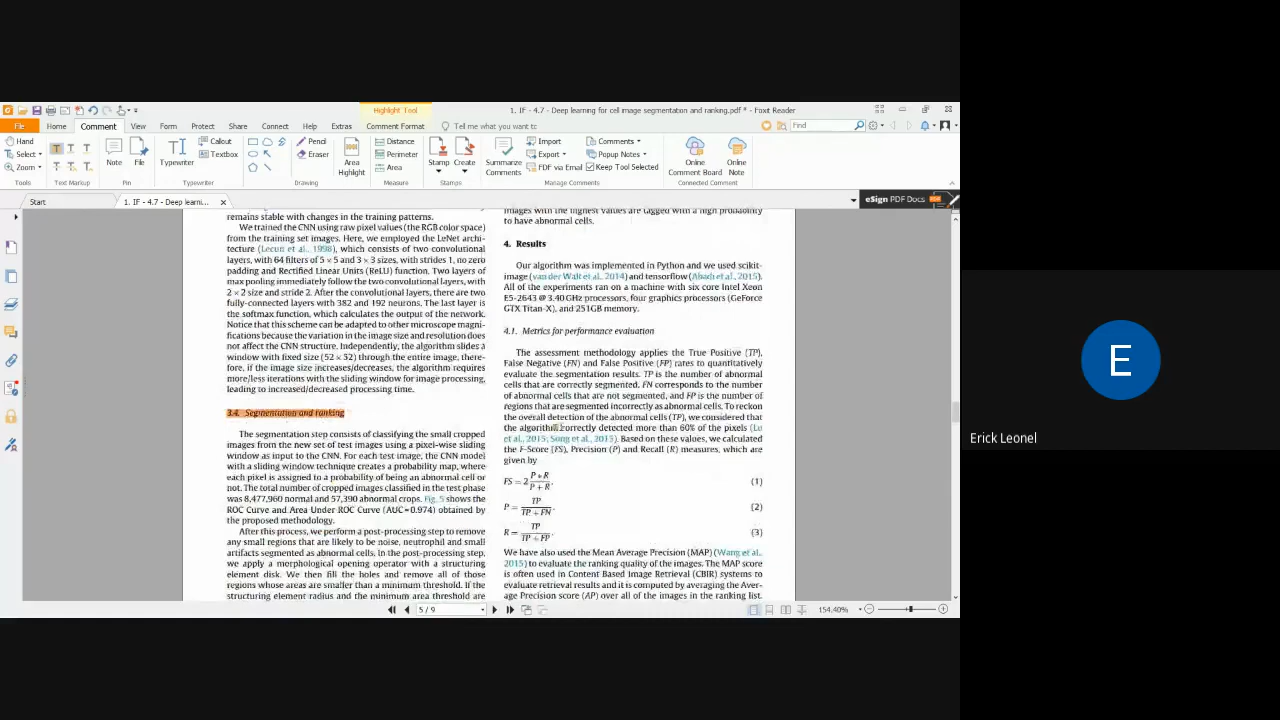 Highlight Tool
1. IF - 4.7 - Deep learning for cell image segmentation and ranking.pdf * - Foxit Reader
File Home Comment View Form Protect Share Connect Help Extras Comment Format Tell me what you want to
Find
Hand
Select
Zoom
Tools
Text Markup
Note
File
Pin
Typewriter
Callout
Textbox
Typewriter
Pencil
Eraser
Drawing
Area
Highlight
Distance
Perimeter
Area
Measure
Stamp
Create
Stamps
Summarize
Comments
Import
Export
FDF via Email
Comments
Popup Notes
Keep Tool Selected
Manage Comments
Online
Comment Board
Online
Note
Connected Comment
Start
1. IF - 4.7 - Deep learni...
eSign PDF Docs
remains stable with changes in the training patterns.
We trained the CNN using raw pixel values (the RGB color space)
from the training set images. Here, we employed the LeNet archi-
tecture (Lecun et al., 1998), which consists of two convolutional
layers, with 64 filters of 5 × 5 and 3 × 3 sizes, with strides 1, no zero
padding and Rectified Linear Units (ReLU) function. Two layers of
max pooling immediately follow the two convolutional layers, with
2 × 2 size and stride 2. After the convolutional layers, there are two
fully-connected layers with 382 and 192 neurons. The last layer is
the softmax function, which calculates the output of the network.
Notice that this scheme can be adapted to other microscope magni-
fications because the variation in the image size and resolution does
not affect the CNN structure. Independently, the algorithm slides a
window with fixed size (52 × 52) through the entire image, there-
fore, if the image size increases/decreases, the algorithm requires
more/less iterations with the sliding window for image processing,
leading to increased/decreased processing time.
3.4. Segmentation and ranking
The segmentation step consists of classifying the small cropped
images from the new set of test images using a pixel-wise sliding
window as input to the CNN. For each test image, the CNN model
with a sliding window technique creates a probability map, where
each pixel is assigned to a probability of being an abnormal cell or
not. The total number of cropped images classified in the test phase
was 8,477,960 normal and 57,390 abnormal crops. Fig. 5 shows the
ROC Curve and Area Under ROC Curve (AUC=0.974) obtained by
the proposed methodology.
After this process, we perform a post-processing step to remove
any small regions that are likely to be noise, neutrophil and small
artifacts segmented as abnormal cells. In the post-processing step,
we apply a morphological opening operator with a structuring
element disk. We then fill the holes and remove all of those
regions whose areas are smaller than a minimum threshold. If the
structuring element radius and the minimum area threshold are
images with the highest values are tagged with a high probability
to have abnormal cells.
4. Results
Our algorithm was implemented in Python and we used scikit-
image (van der Walt et al., 2014) and tensorflow (Abadi et al., 2015).
All of the experiments ran on a machine with six core Intel Xeon
E5-2643 @ 3.40 GHz processors, four graphics processors (GeForce
GTX Titan-X), and 251GB memory.
4.1. Metrics for performance evaluation
The assessment methodology applies the True Positive (TP),
False Negative (FN) and False Positive (FP) rates to quantitatively
evaluate the segmentation results. TP is the number of abnormal
cells that are correctly segmented, FN corresponds to the number
of abnormal cells that are not segmented, and FP is the number of
regions that are segmented incorrectly as abnormal cells. To reckon
the overall detection of the abnormal cells (TP), we considered that
the algorithm correctly detected more than 60% of the pixels (Lu
et al., 2015; Song et al., 2015). Based on these values, we calculated
the F-Score (FS), Precision (P) and Recall (R) measures, which are
given by
FS = 2 P * R / P + R , (1)
P = TP / TP + FN , (2)
R = TP / TP + FP . (3)
We have also used the Mean Average Precision (MAP) (Wang et al.,
2015) to evaluate the ranking quality of the images. The MAP score
is often used in Content Based Image Retrieval (CBIR) systems to
evaluate retrieval results and it is computed by averaging the Aver-
age Precision score (AP) over all of the images in the ranking list.
5 / 9
154.40%
E
Erick Leonel